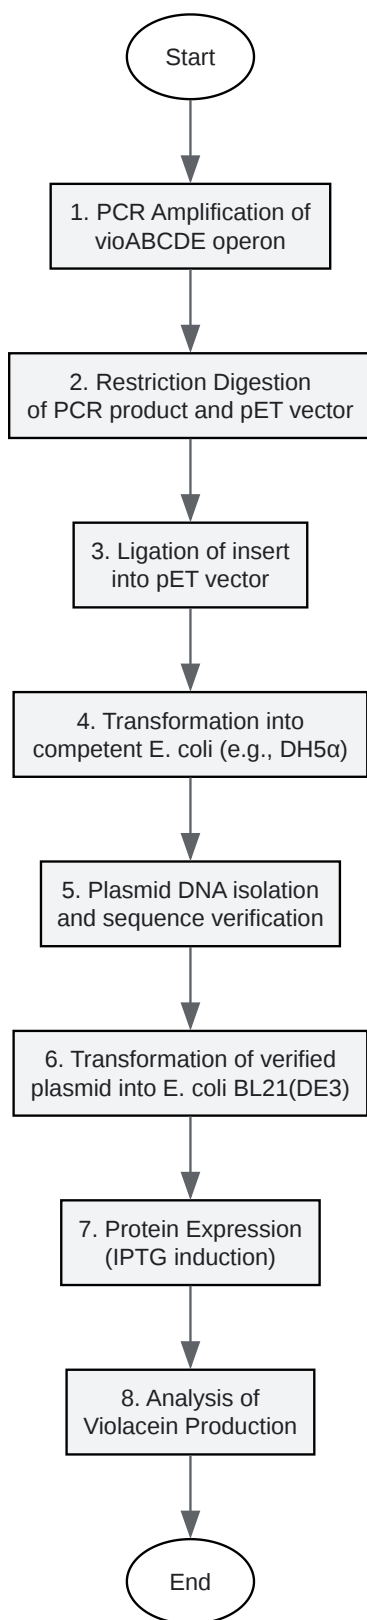 Start
1. PCR Amplification of
vioABCDE operon
2. Restriction Digestion
of PCR product and pET vector
3. Ligation of insert
into pET vector
4. Transformation into
competent E. coli (e.g., DH5α)
5. Plasmid DNA isolation
and sequence verification
6. Transformation of verified
plasmid into E. coli BL21(DE3)
7. Protein Expression
(IPTG induction)
8. Analysis of
Violacein Production
End